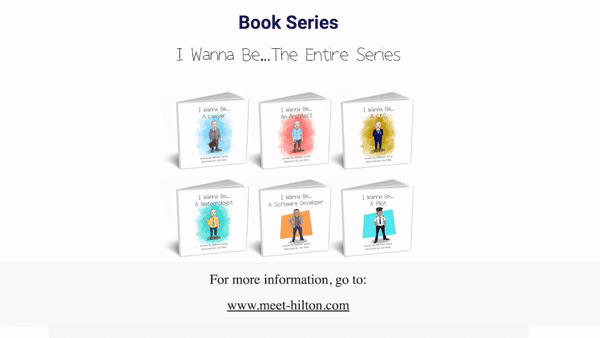 Book Series
I Wanna Be...The Entire Series
I Wanna Be...
A Lawyer
I Wanna Be...
An Architect
I Wanna Be...
A CEO
I Wanna Be...
A Meteorologist
I Wanna Be...
A Software Developer
I Wanna Be...
A Pilot
For more information, go to:
www.meet-hilton.com